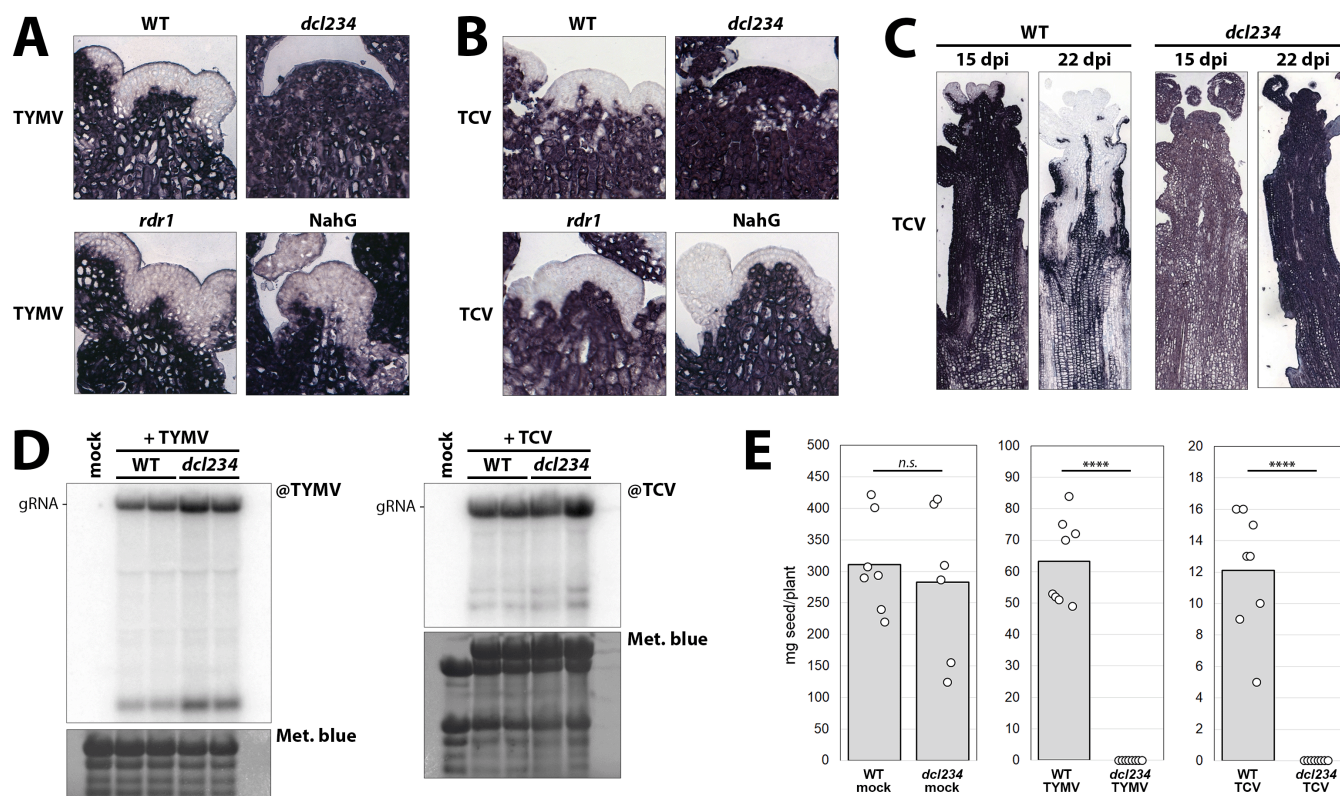 A
WT
dcl234
TYMV
rdr1
NahG
TYMV
B
WT
dcl234
TCV
rdr1
NahG
TCV
C
WT
dcl234
15 dpi
22 dpi
15 dpi
22 dpi
TCV
D
mock
+ TYMV
WT
dcl234
@TYMV
gRNA
Met. blue
mock
+ TCV
WT
dcl234
@TCV
gRNA
Met. blue
E
mg seed/plant
500
450
400
350
300
250
200
150
100
50
0
n.s.
WT
mock
dcl234
mock
100
90
80
70
60
50
40
30
20
10
0
****
WT
TYMV
dcl234
TYMV
20
18
16
14
12
10
8
6
4
2
0
****
WT
TCV
dcl234
TCV